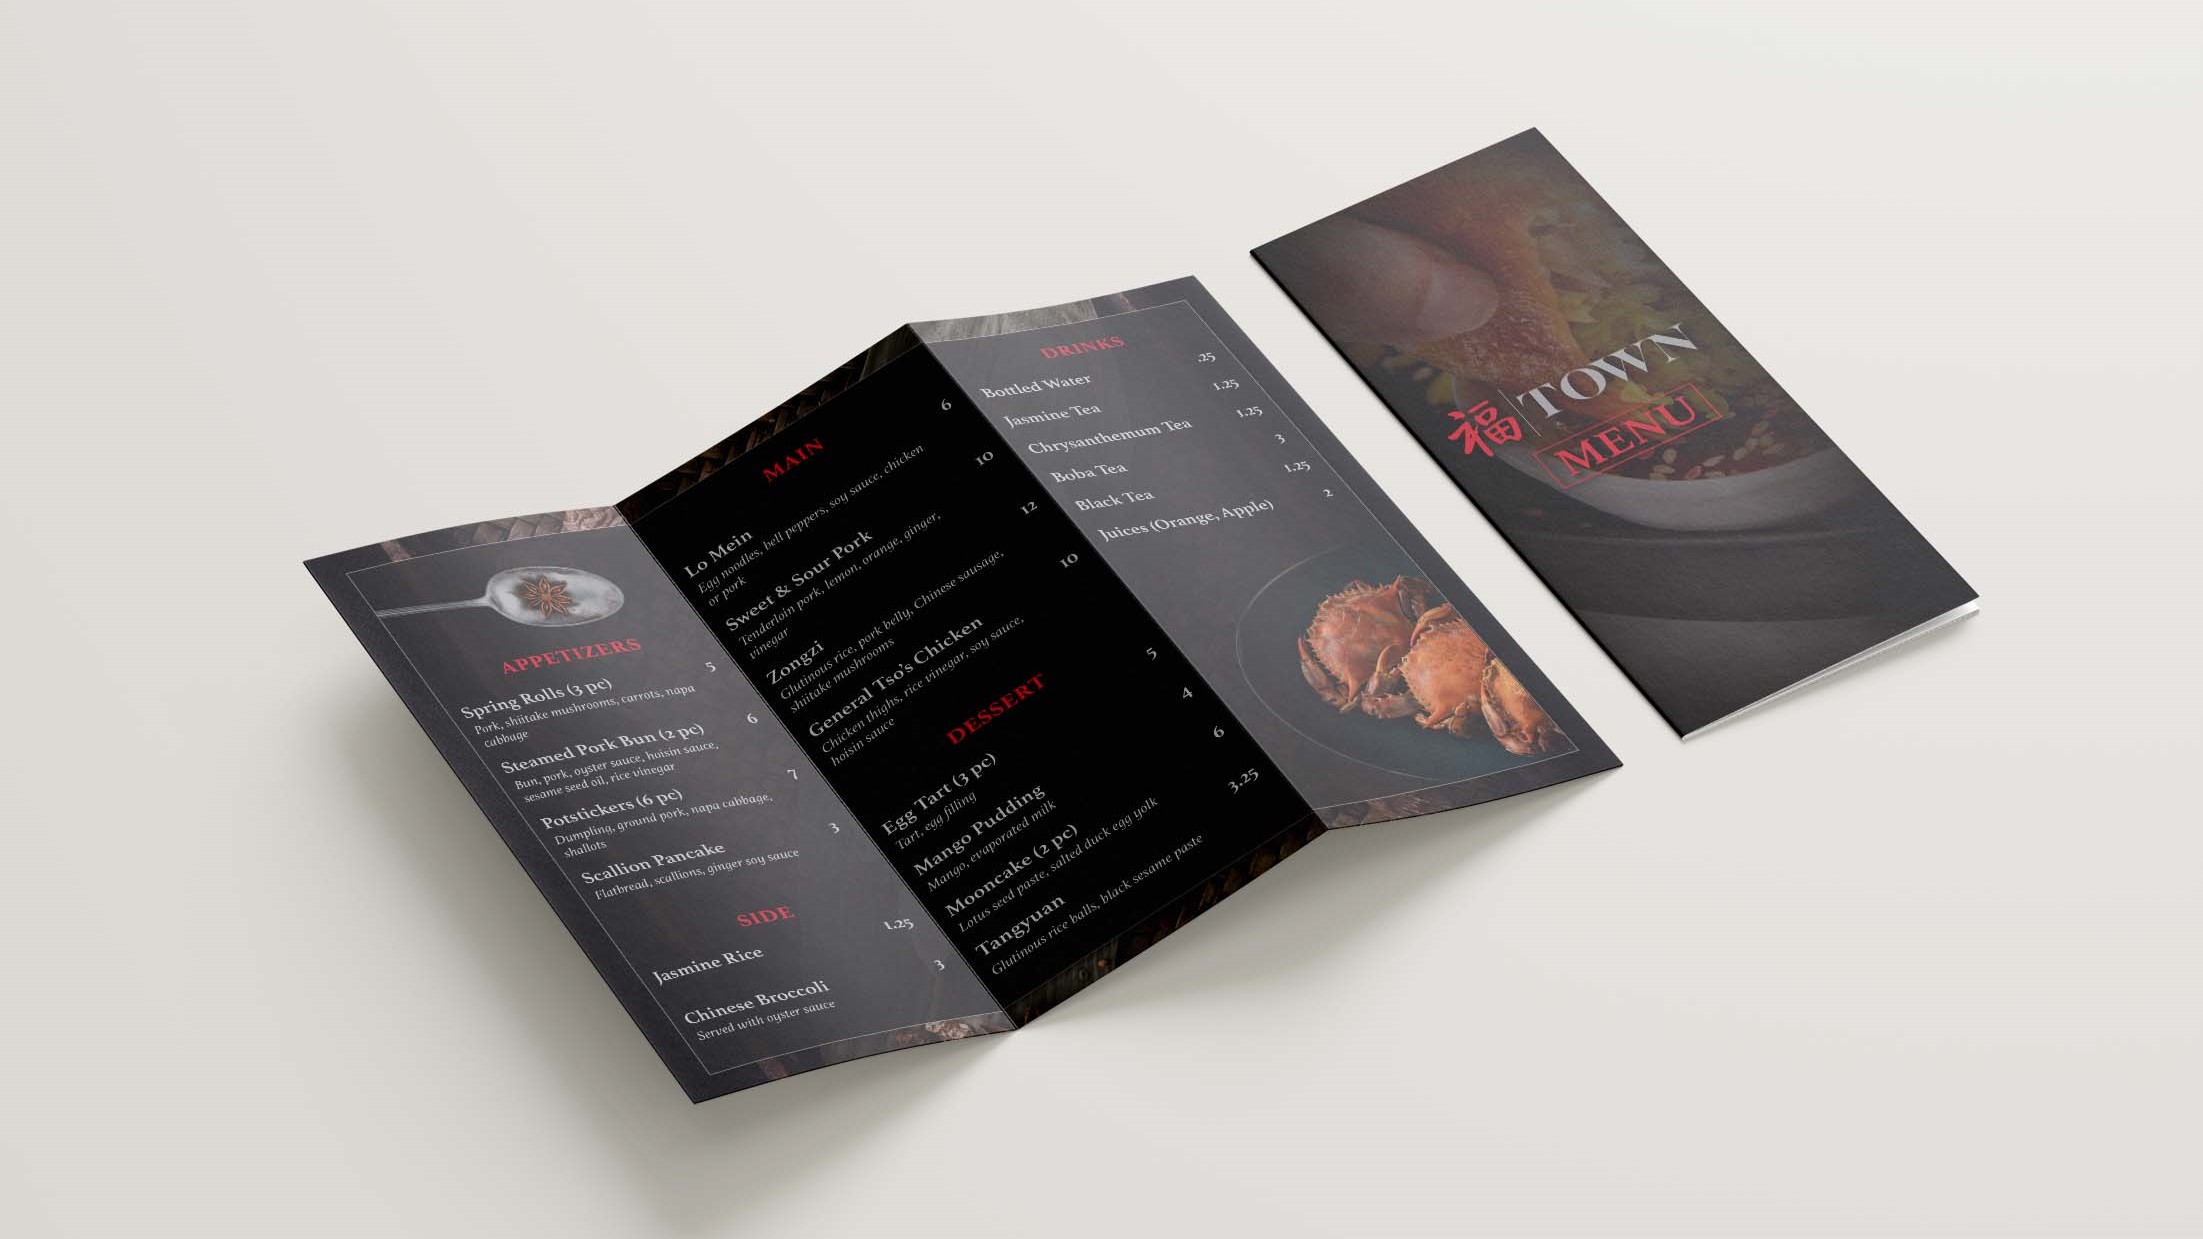 APPETIZERS
Spring Rolls (3 pc) 5
Pork, shiitake mushrooms, carrots, napa
cabbage
Steamed Pork Bun (2 pc) 6
Bun, pork, oyster sauce, hoisin sauce,
sesame seed oil, rice vinegar
Potstickers (6 pc) 7
Dumpling, ground pork, napa cabbage,
shallots
Scallion Pancake 3
Flatbread, scallions, ginger soy sauce
SIDE
Jasmine Rice 1.25
Chinese Broccoli 3
Served with oyster sauce
MAIN
Lo Mein 6
Egg noodles, bell peppers, soy sauce, chicken
or pork
Sweet & Sour Pork 10
Tenderloin pork, lemon, orange, ginger,
vinegar
Zongzi 12
Glutinous rice, pork belly, Chinese sausage,
shiitake mushrooms
General Tso's Chicken 10
Chicken thighs, rice vinegar, soy sauce,
hoisin sauce
DESSERT
Egg Tart (3 pc) 5
Tart, egg filling
Mango Pudding 4
Mango, evaporated milk
Mooncake (2 pc) 6
Lotus seed paste, salted duck egg yolk
Tangyuan 3.25
Glutinous rice balls, black sesame paste
DRINKS
Bottled Water .25
Jasmine Tea 1.25
Chrysanthemum Tea 1.25
Boba Tea 3
Black Tea 1.25
Juices (Orange, Apple) 2
福 TOWN
MENU